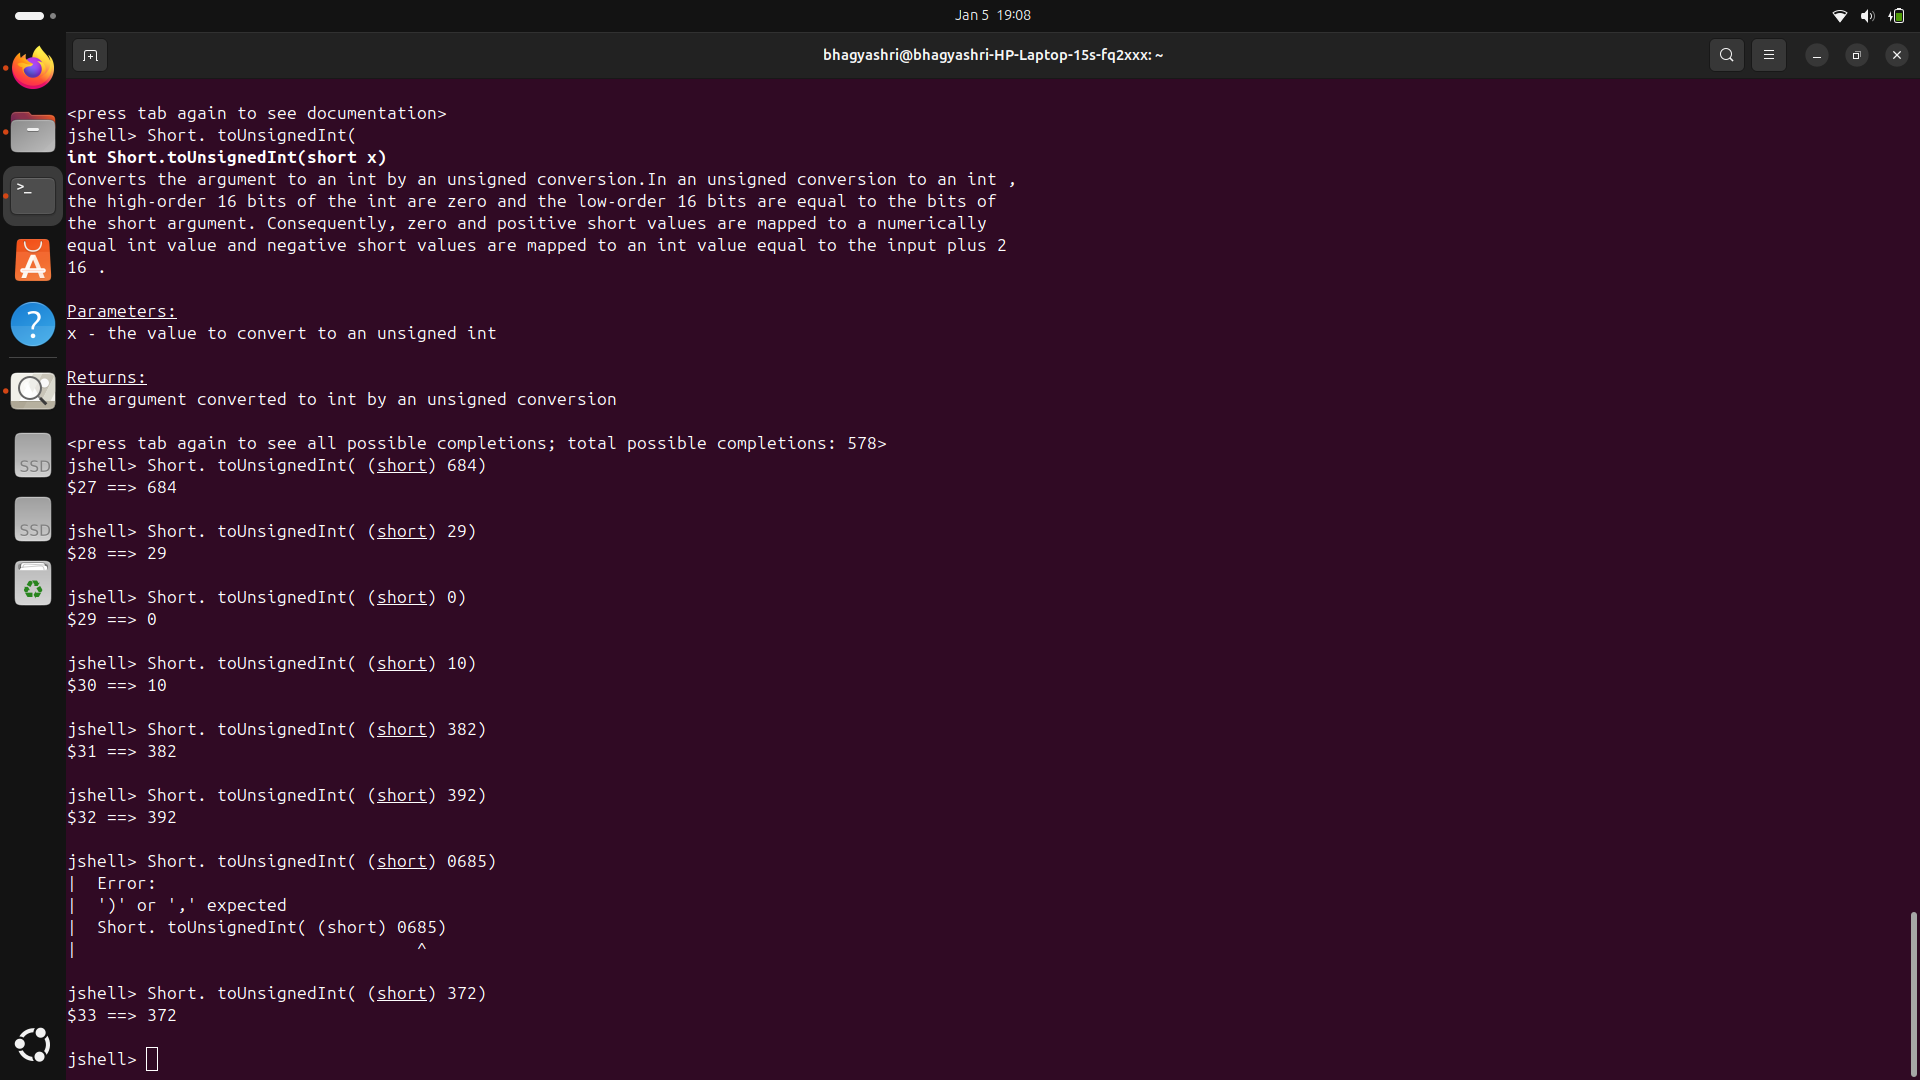 Jan 5 19:08
bhagyashri@bhagyashri-HP-Laptop-15s-fq2xxx: ~
<press tab again to see documentation>
jshell> Short. toUnsignedInt(
int Short.toUnsignedInt(short x)
Converts the argument to an int by an unsigned conversion.In an unsigned conversion to an int ,
the high-order 16 bits of the int are zero and the low-order 16 bits are equal to the bits of
the short argument. Consequently, zero and positive short values are mapped to a numerically
equal int value and negative short values are mapped to an int value equal to the input plus 2
16 .
Parameters:
x - the value to convert to an unsigned int
Returns:
the argument converted to int by an unsigned conversion
<press tab again to see all possible completions; total possible completions: 578>
jshell> Short. toUnsignedInt( (short) 684)
$27 ==> 684
jshell> Short. toUnsignedInt( (short) 29)
$28 ==> 29
jshell> Short. toUnsignedInt( (short) 0)
$29 ==> 0
jshell> Short. toUnsignedInt( (short) 10)
$30 ==> 10
jshell> Short. toUnsignedInt( (short) 382)
$31 ==> 382
jshell> Short. toUnsignedInt( (short) 392)
$32 ==> 392
jshell> Short. toUnsignedInt( (short) 0685)
|  Error:
|  ')' or ',' expected
|  Short. toUnsignedInt( (short) 0685)
|                                  ^
jshell> Short. toUnsignedInt( (short) 372)
$33 ==> 372
jshell>
SSD
SSD